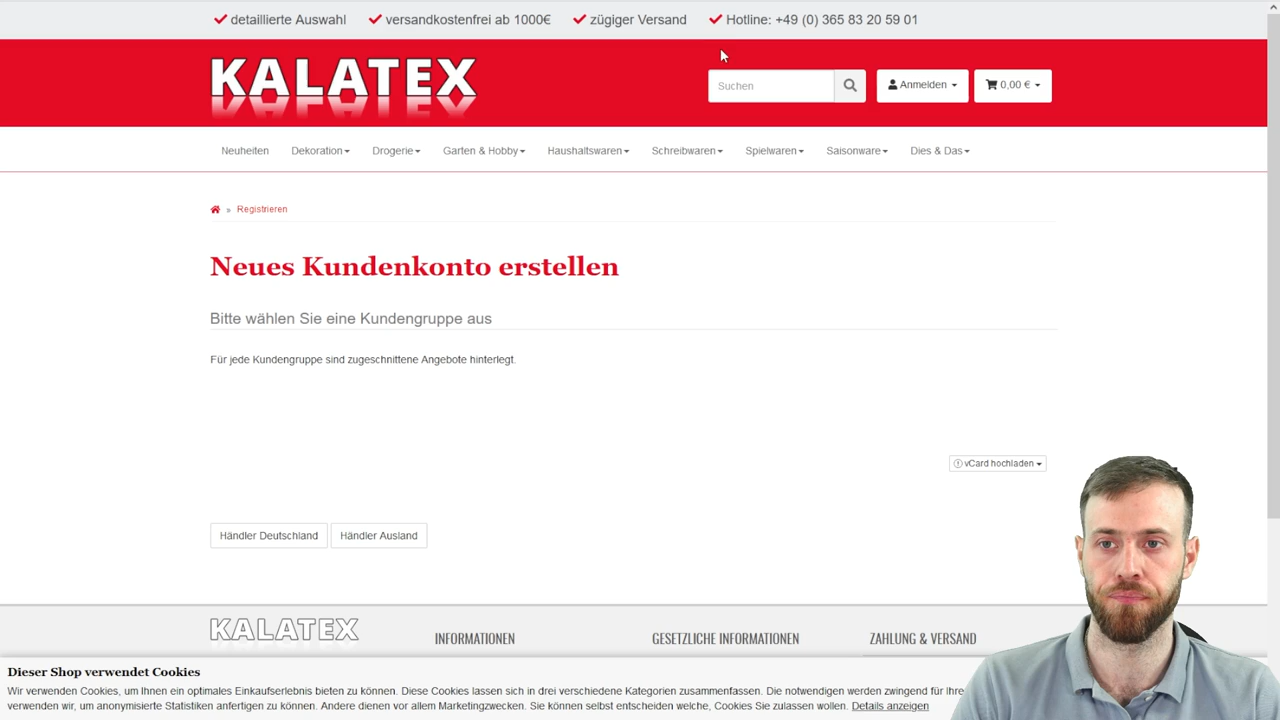 detaillierte Auswahl versandkostenfrei ab 1000€ zügiger Versand Hotline: +49 (0) 365 83 20 59 01
KALATEX
Suchen Anmelden 0,00 €
Neuheiten Dekoration Drogerie Garten & Hobby Haushaltswaren Schreibwaren Spielwaren Saisonware Dies & Das
» Registrieren
Neues Kundenkonto erstellen
Bitte wählen Sie eine Kundengruppe aus
Für jede Kundengruppe sind zugeschnittene Angebote hinterlegt.
vCard hochladen
Händler Deutschland Händler Ausland
KALATEX INFORMATIONEN GESETZLICHE INFORMATIONEN ZAHLUNG & VERSAND
Dieser Shop verwendet Cookies
Wir verwenden Cookies, um Ihnen ein optimales Einkaufserlebnis bieten zu können. Diese Cookies lassen sich in drei verschiedene Kategorien zusammenfassen. Die notwendigen werden zwingend für Ihre
verwenden wir, um anonymisierte Statistiken anfertigen zu können. Andere dienen vor allem Marketingzwecken. Sie können selbst entscheiden welche, Cookies Sie zulassen wollen. Details anzeigen